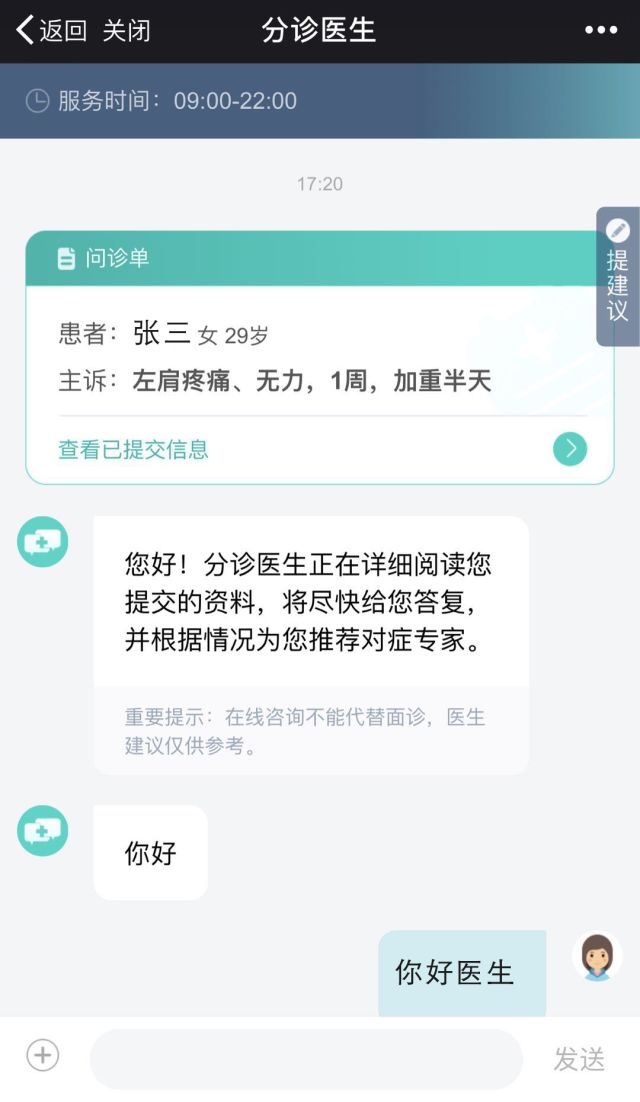 返回 关闭 分诊医生
服务时间：09:00-22:00
17:20
提建议
问诊单
患者：张三 女 29岁
主诉：左肩疼痛、无力，1周，加重半天
查看已提交信息
您好！分诊医生正在详细阅读您
提交的资料，将尽快给您答复，
并根据情况为您推荐对症专家。
重要提示：在线咨询不能代替面诊，医生
建议仅供参考。
你好
你好医生
发送